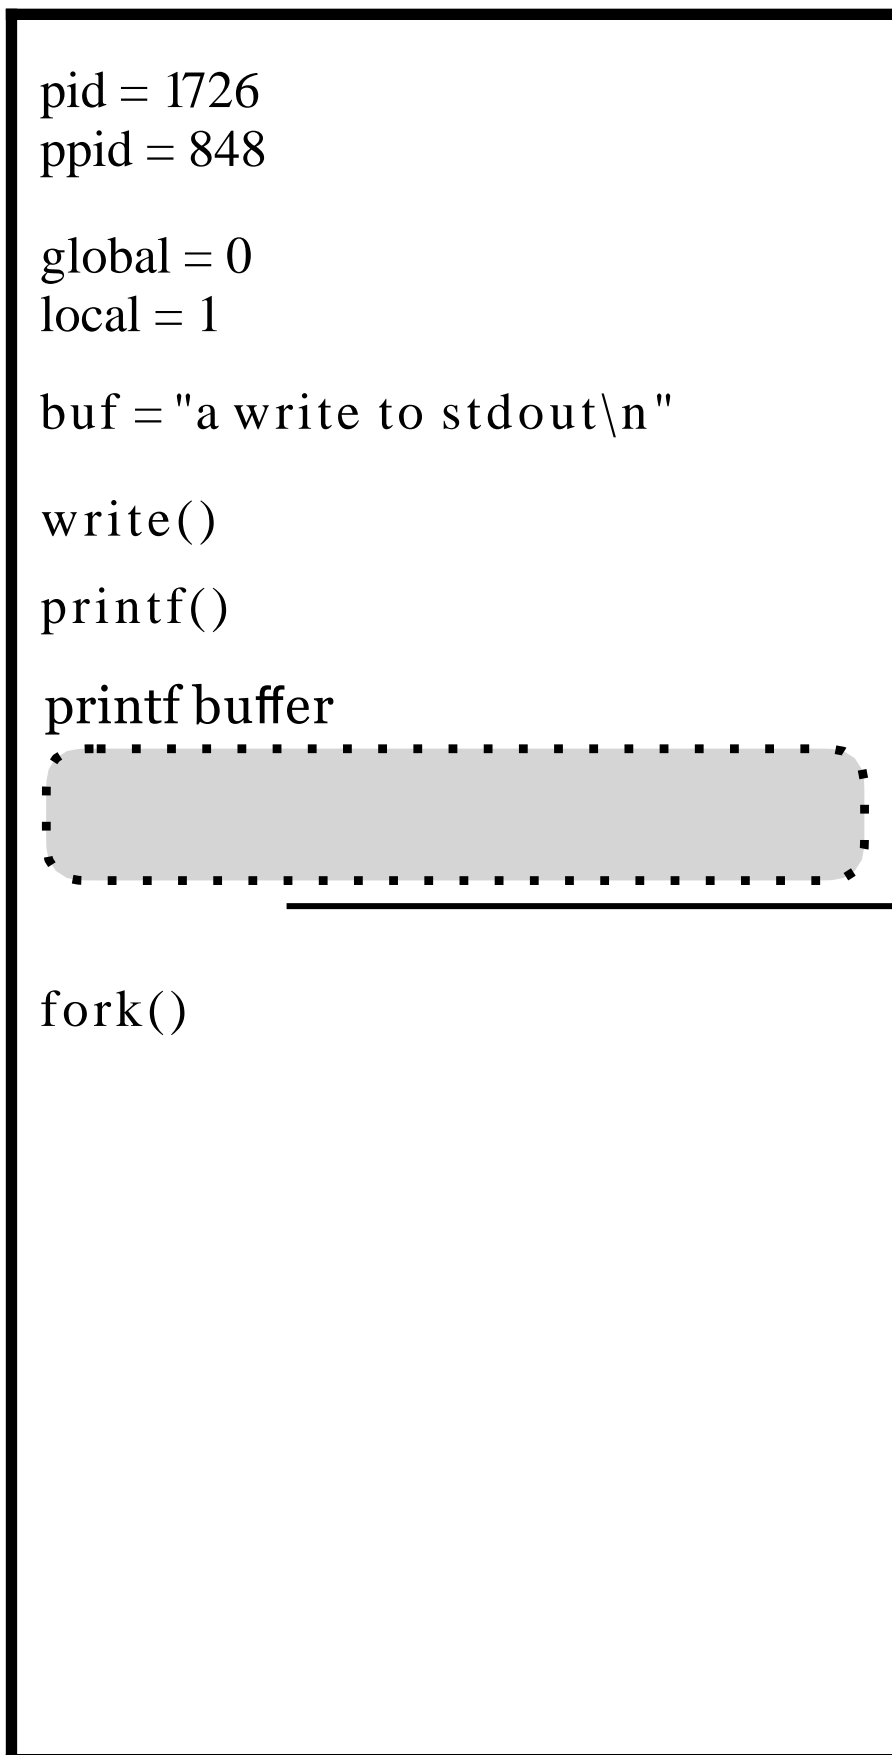 pid = 1726
ppid = 848
global = 0
local = 1
buf = "a write to stdout\n"
write()
printf()
printf buffer
fork()